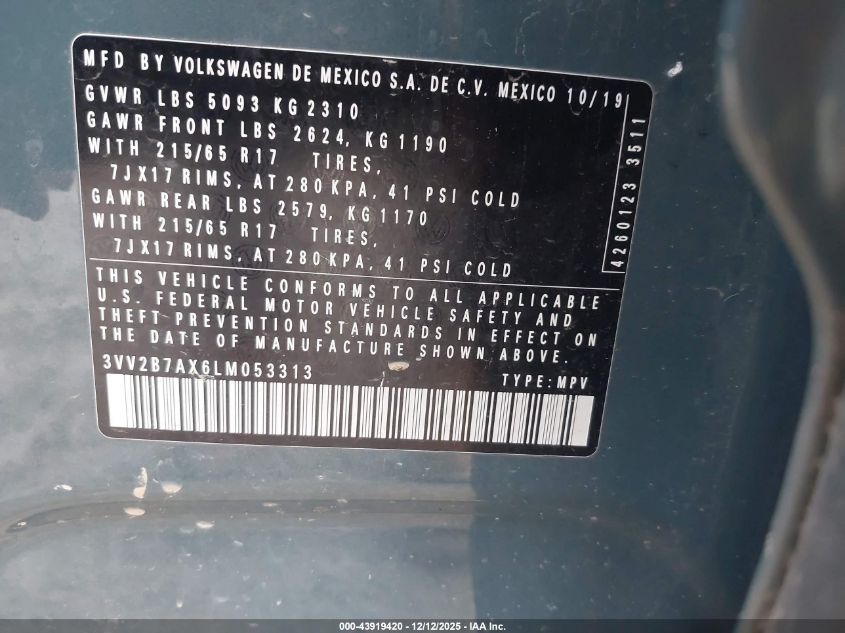 MFD BY VOLKSWAGEN DE MEXICO S.A. DE C.V. MEXICO 10/19
GVWR LBS 5093 KG 2310
GAWR FRONT LBS 2624, KG 1190
WITH 215/65 R17 TIRES,
7JX17 RIMS, AT 280 KPA, 41 PSI COLD
GAWR REAR LBS 2579, KG 1170
WITH 215/65 R17 TIRES,
7JX17 RIMS, AT 280 KPA, 41 PSI COLD
4260123 3511
THIS VEHICLE CONFORMS TO ALL APPLICABLE
U.S. FEDERAL MOTOR VEHICLE SAFETY AND
THEFT PREVENTION STANDARDS IN EFFECT ON
THE DATE OF MANUFACTURE SHOWN ABOVE.
3VV2B7AX6LM053313 TYPE: MPV
000-43919420 • 12/12/2025 • IAA Inc.